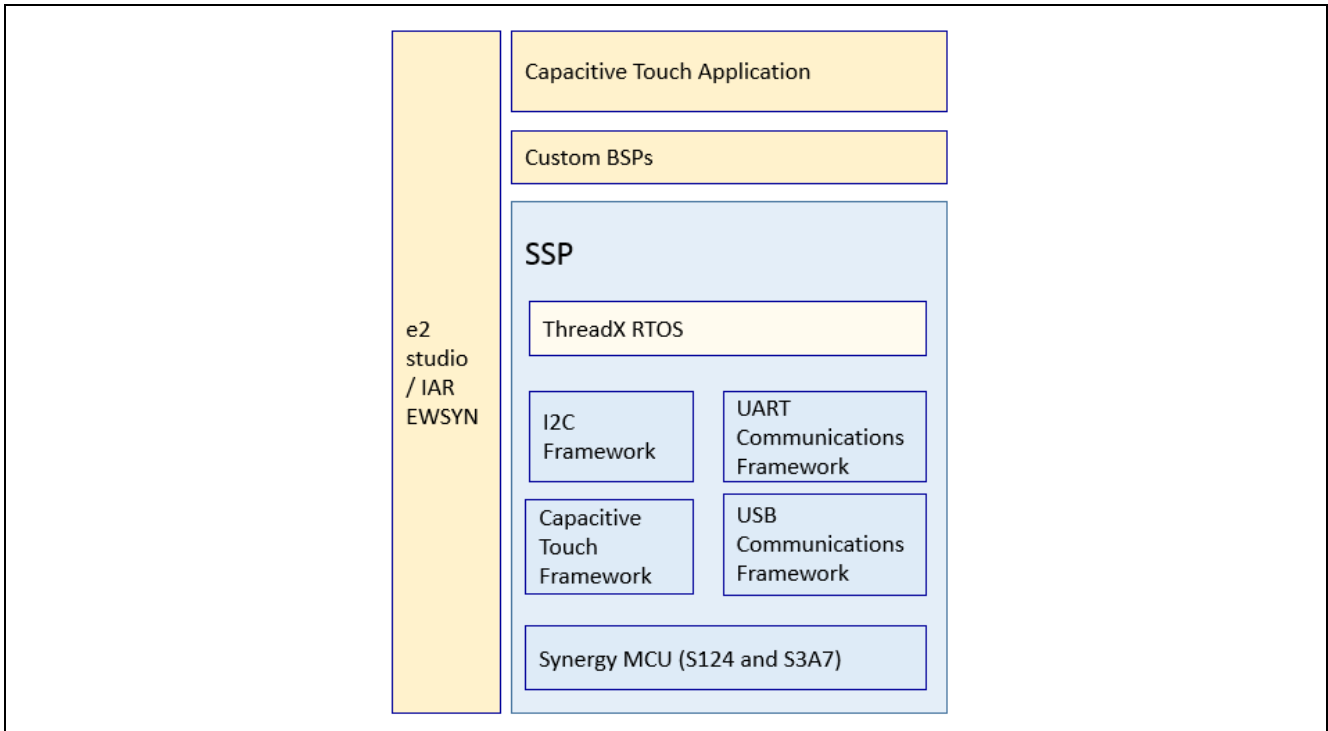 Capacitive Touch Application
Custom BSPs
SSP
ThreadX RTOS
e2
studio
/ IAR
EWSYN
I2C
Framework
UART
Communications
Framework
Capacitive
Touch
Framework
USB
Communications
Framework
Synergy MCU (S124 and S3A7)